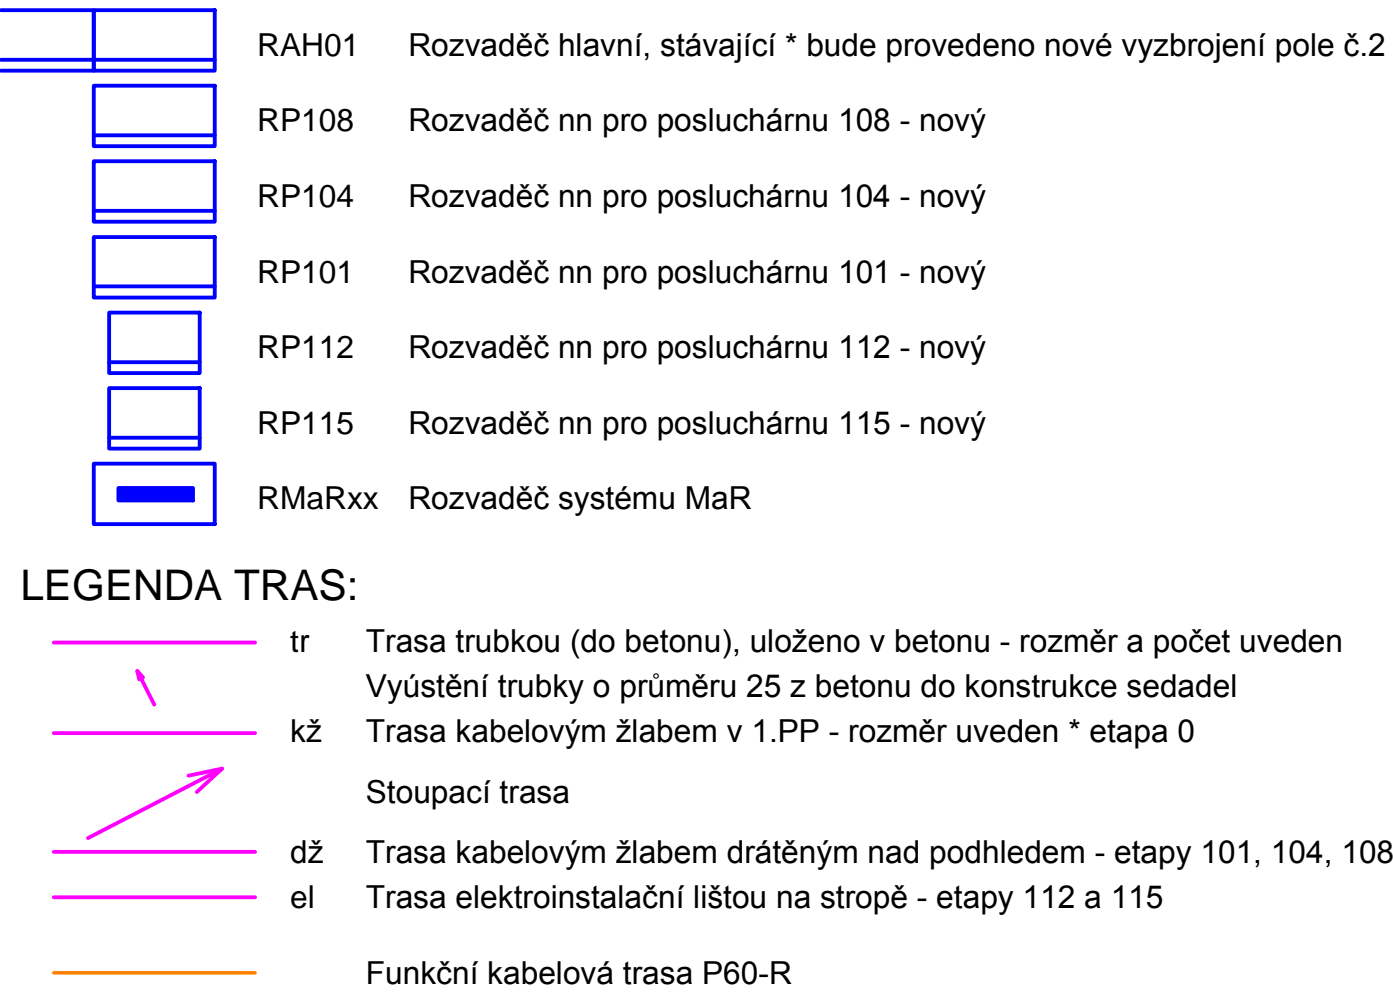 RAH01 Rozvaděč hlavní, stávající * bude provedeno nové vyzbrojení pole č.2
RP108 Rozvaděč nn pro posluchárnu 108 - nový
RP104 Rozvaděč nn pro posluchárnu 104 - nový
RP101 Rozvaděč nn pro posluchárnu 101 - nový
RP112 Rozvaděč nn pro posluchárnu 112 - nový
RP115 Rozvaděč nn pro posluchárnu 115 - nový
RMaRxx Rozvaděč systému MaR
LEGENDA TRAS:
tr Trasa trubkou (do betonu), uloženo v betonu - rozměr a počet uveden
Vyústění trubky o průměru 25 z betonu do konstrukce sedadel
kž Trasa kabelovým žlabem v 1.PP - rozměr uveden * etapa 0
Stoupací trasa
dž Trasa kabelovým žlabem drátěným nad podhledem - etapy 101, 104, 108
el Trasa elektroinstalační lištou na stropě - etapy 112 a 115
Funkční kabelová trasa P60-R